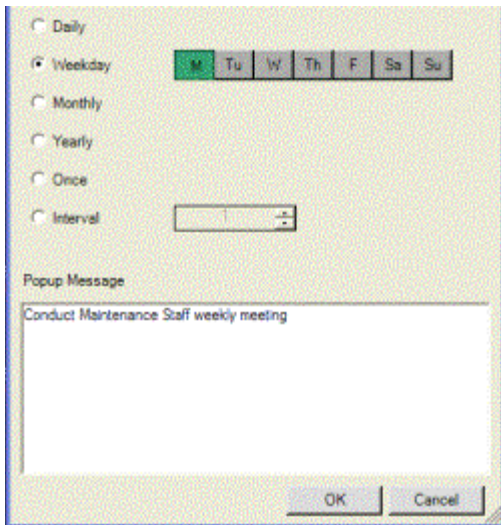 Daily
Weekday M Tu W Th F Sa Su
Monthly
Yearly
Once
Interval 1
Popup Message
Conduct Maintenance Staff weekly meeting
OK Cancel